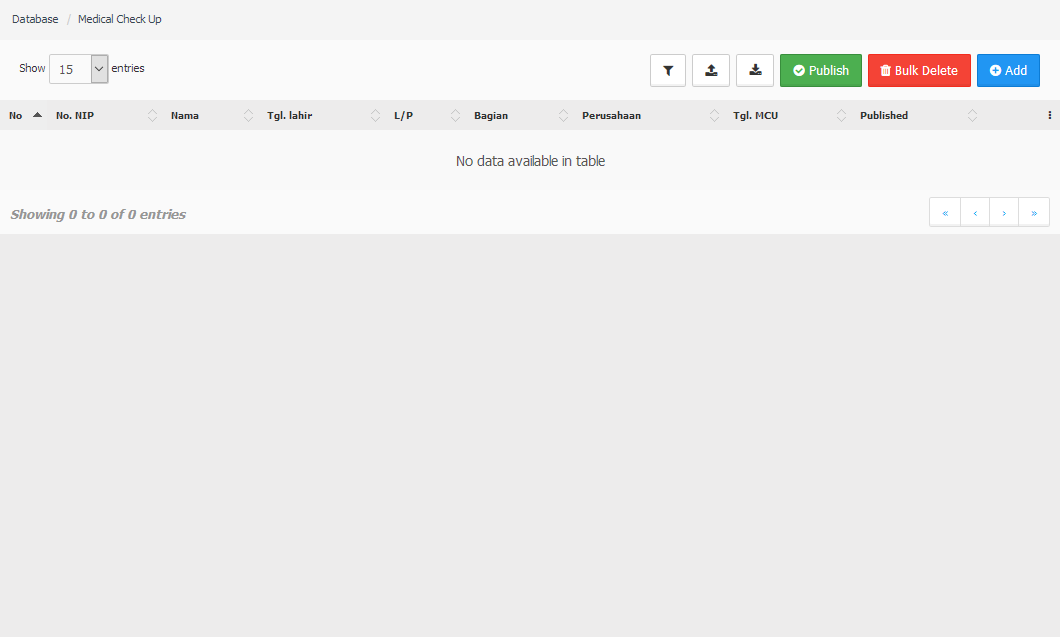 Database / Medical Check Up
Show 15 entries
Publish
Bulk Delete
Add
No No. NIP Nama Tgl. lahir L/P Bagian Perusahaan Tgl. MCU Published
No data available in table
Showing 0 to 0 of 0 entries
« ‹ › »